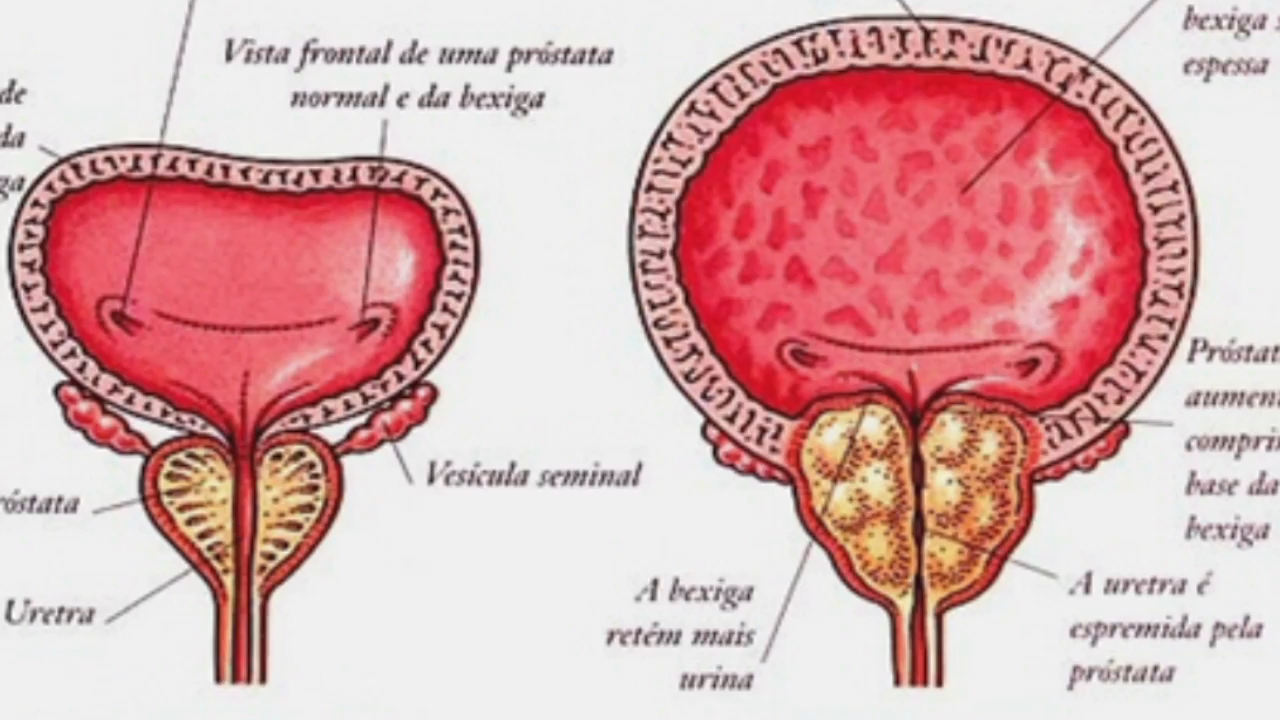 Vista frontal de uma próstata
normal e da bexiga
de
da
ga
Vesícula seminal
róstata
Uretra
bexiga
espessa
Próstat
aument
compri
base da
bexiga
A bexiga
retém mais
urina
A uretra é
espremida pela
próstata